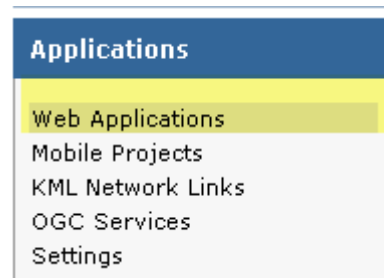 Applications
Web Applications
Mobile Projects
KML Network Links
OGC Services
Settings